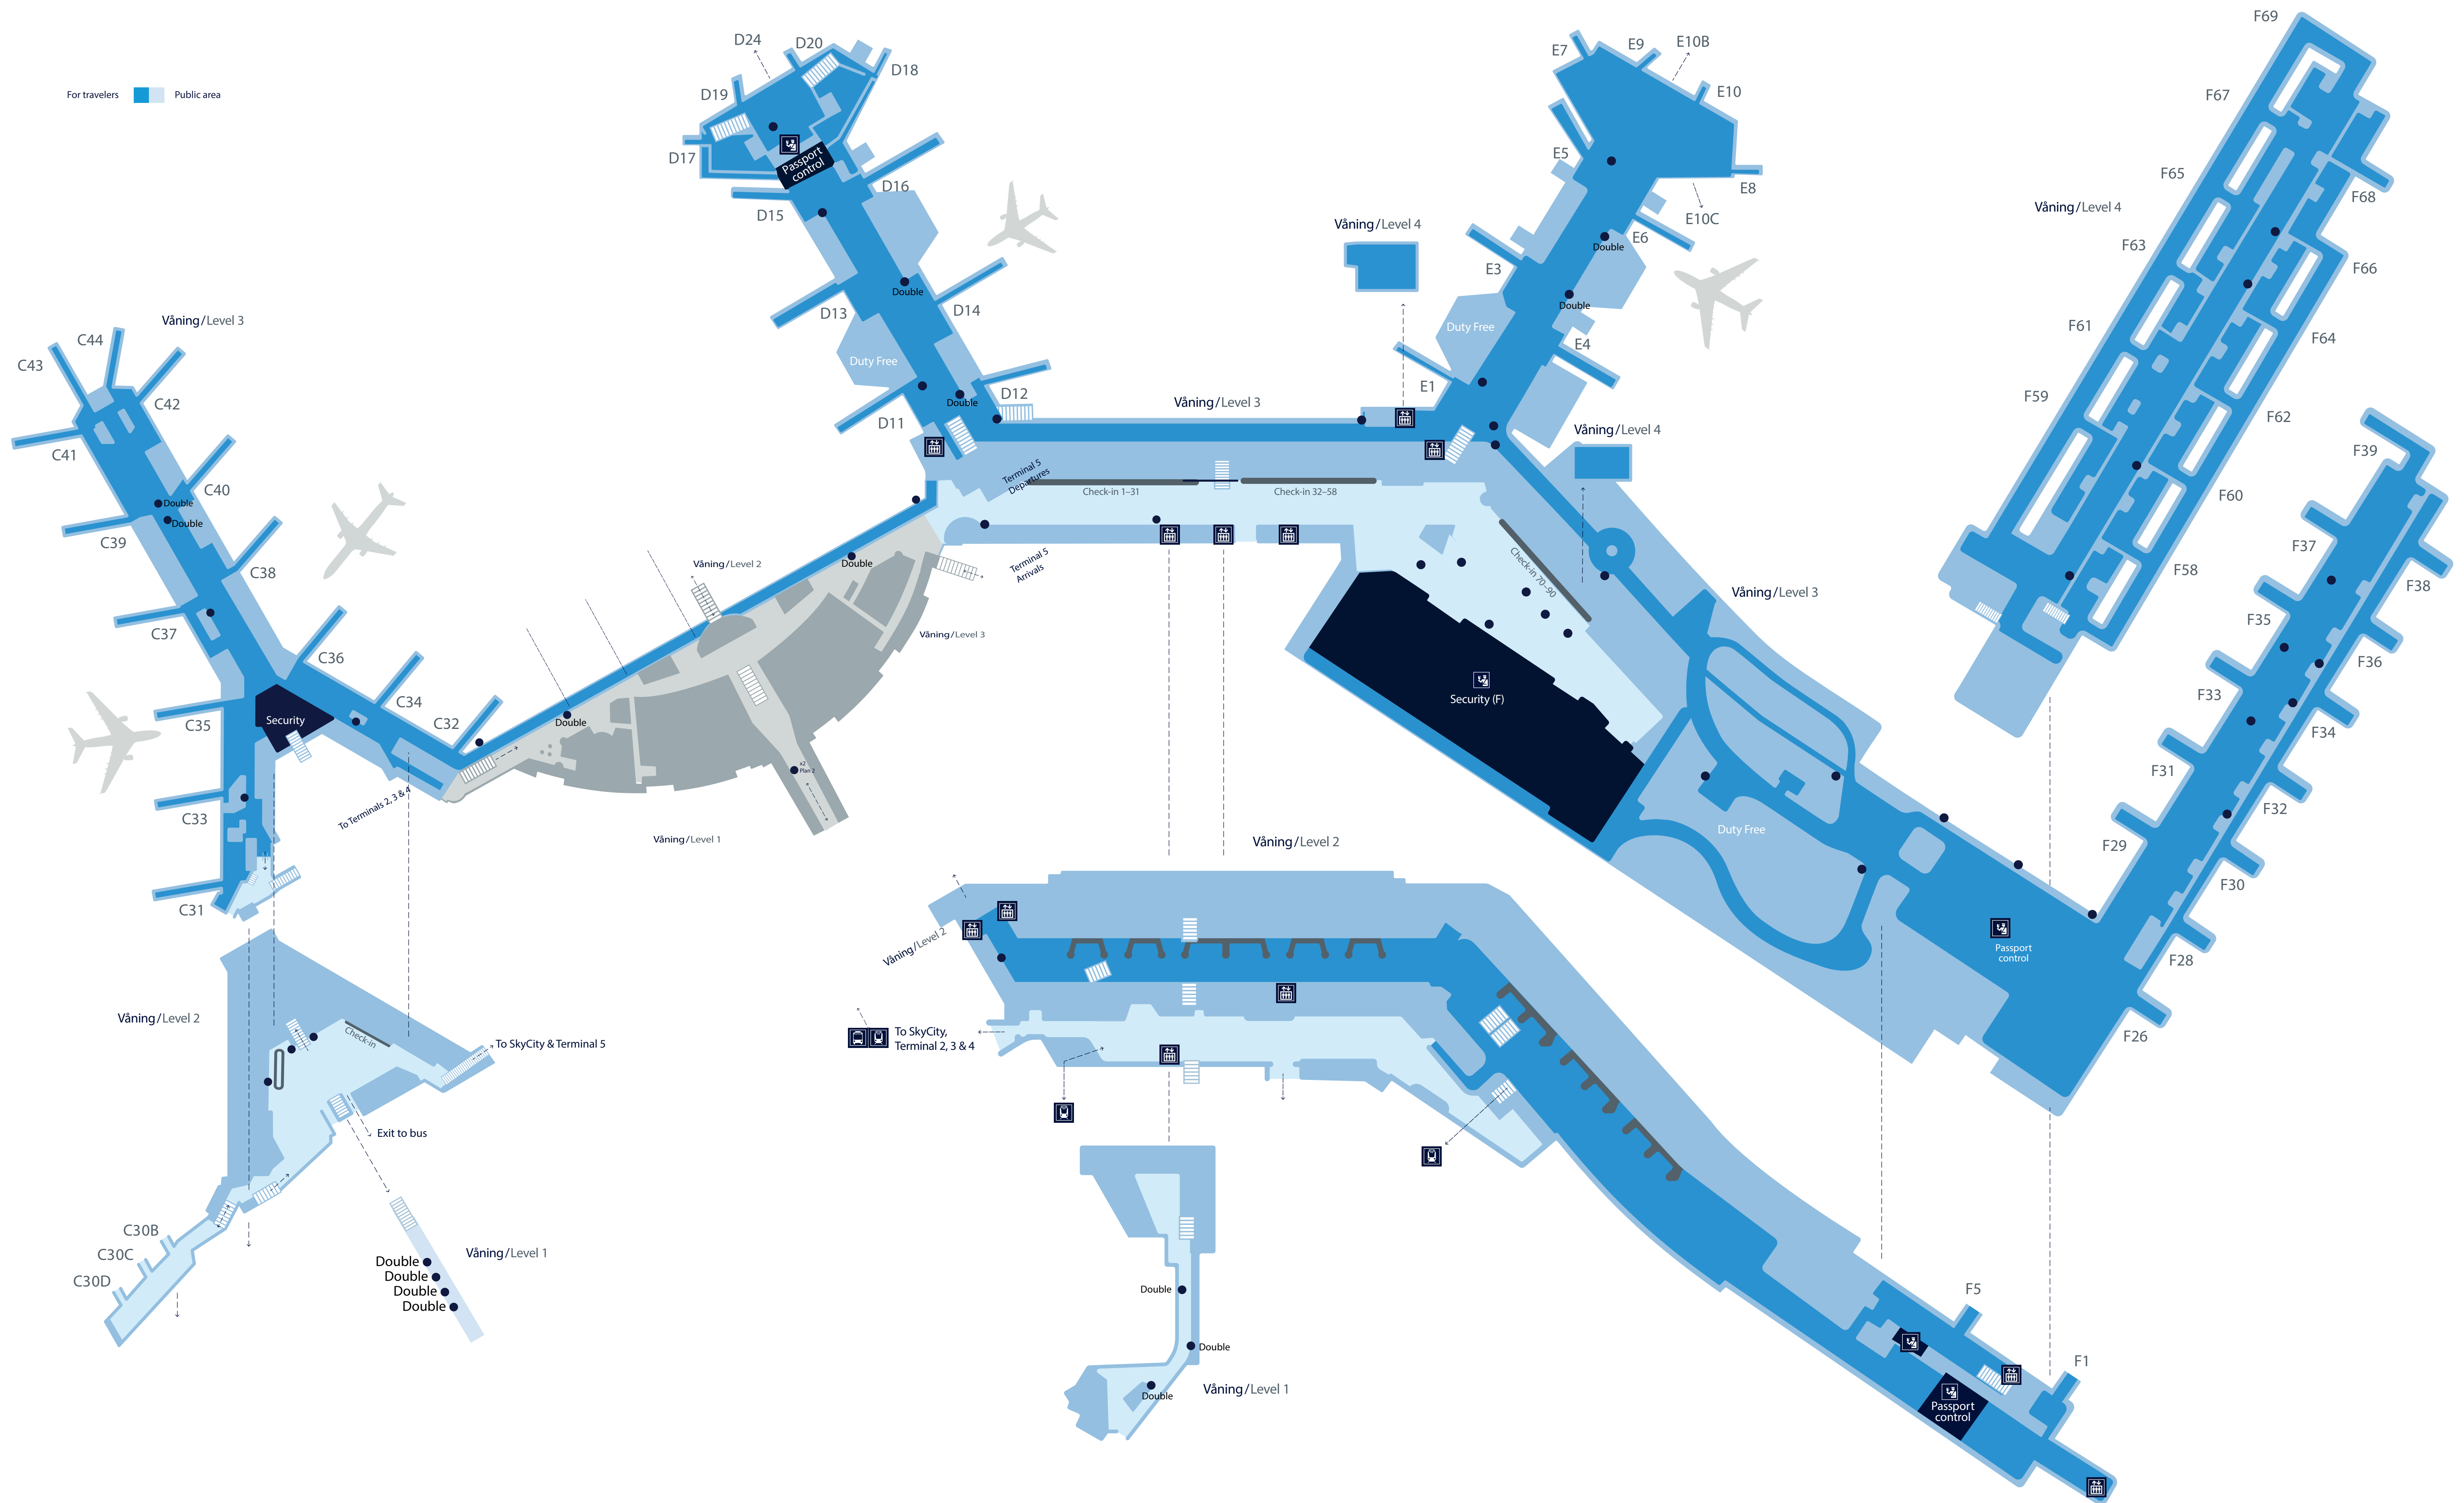 For travelers
Public area
D24
D20
D18
D19
D17
Passport
control
D16
D15
Double
D13
D14
Duty Free
D12
Double
D11
E7
E9
E10B
E10
E5
E8
E10C
E6
Double
E3
Double
Duty Free
E4
E1
Våning/Level 4
Våning/Level 3
Våning/Level 4
F69
F67
F65
F68
Våning/Level 4
F63
F66
F61
F64
F59
F62
F60
F58
F39
F37
F38
F35
F36
F33
F34
F31
F32
F29
F30
F28
F26
Våning/Level 3
C44
C43
C42
C41
C40
Double
Double
C39
C38
C37
C36
C35
C34
C32
Security
C33
C31
To Terminals 2, 3 & 4
Våning/Level 2
Double
Våning/Level 3
Double
x2
Plan 2
Våning/Level 1
Terminal 5
Departures
Check-in 1–31
Check-in 32–58
Terminal 5
Arrivals
Check-in 70–90
Våning/Level 3
Security (F)
Duty Free
Passport
control
Våning/Level 2
Våning/Level 2
To SkyCity,
Terminal 2, 3 & 4
Våning/Level 2
Check-in
To SkyCity & Terminal 5
Exit to bus
C30B
C30C
C30D
Våning/Level 1
Double
Double
Double
Double
Double
Double
Double
Våning/Level 1
F5
F1
Passport
control